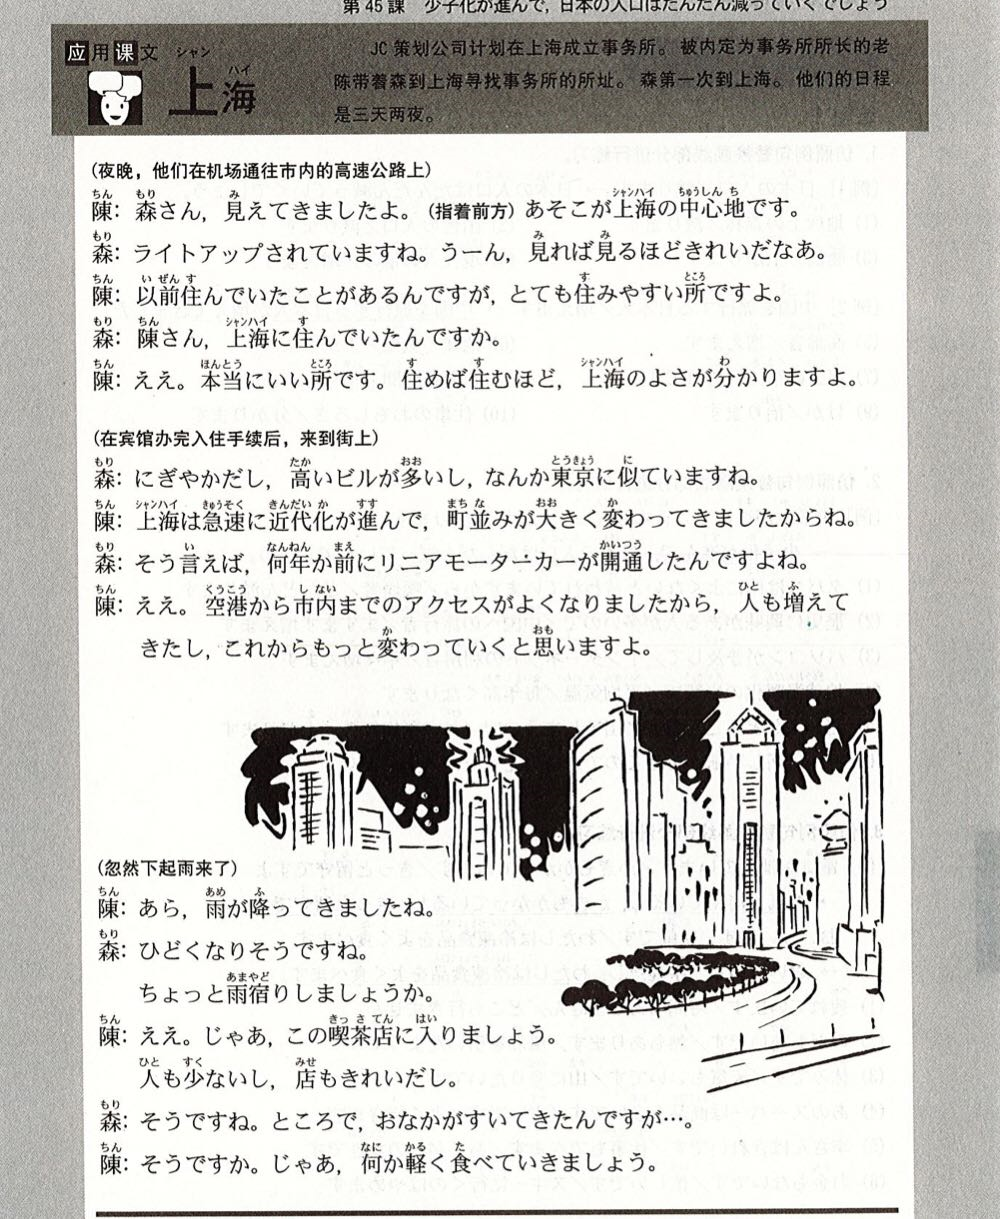 第45課　少子化が進んで，日本の人口はだんだん減っていくでしょう
应用课文
上海
シャンハイ
JC策划公司计划在上海成立事务所。被内定为事务所所长的老
陈带着森到上海寻找事务所的所址。森第一次到上海。他们的日程
是三天两夜。
(夜晚，他们在机场通往市内的高速公路上)
陳：森さん，見えてきましたよ。(指着前方) あそこが上海の中心地です。
森：ライトアップされていますね。うーん，見れば見るほどきれいだなあ。
陳：以前住んでいたことがあるんですが，とても住みやすい所ですよ。
森：陳さん，上海に住んでいたんですか。
陳：ええ。本当にいい所です。住めば住むほど，上海のよさが分かりますよ。
(在宾馆办完入住手续后，来到街上)
森：にぎやかだし，高いビルが多いし，なんか東京に似ていますね。
陳：上海は急速に近代化が進んで，町並みが大きく変わってきましたからね。
森：そう言えば，何年か前にリニアモーターカーが開通したんですよね。
陳：ええ。空港から市内までのアクセスがよくなりましたから，人も増えて
きたし，これからもっと変わっていくと思いますよ。
(忽然下起雨来了)
陳：あら，雨が降ってきましたね。
森：ひどくなりそうですね。
ちょっと雨宿りしましょうか。
陳：ええ。じゃあ，この喫茶店に入りましょう。
人も少ないし，店もきれいだし。
森：そうですね。ところで，おなかがすいてきたんですが…。
陳：そうですか。じゃあ，何か軽く食べていきましょう。